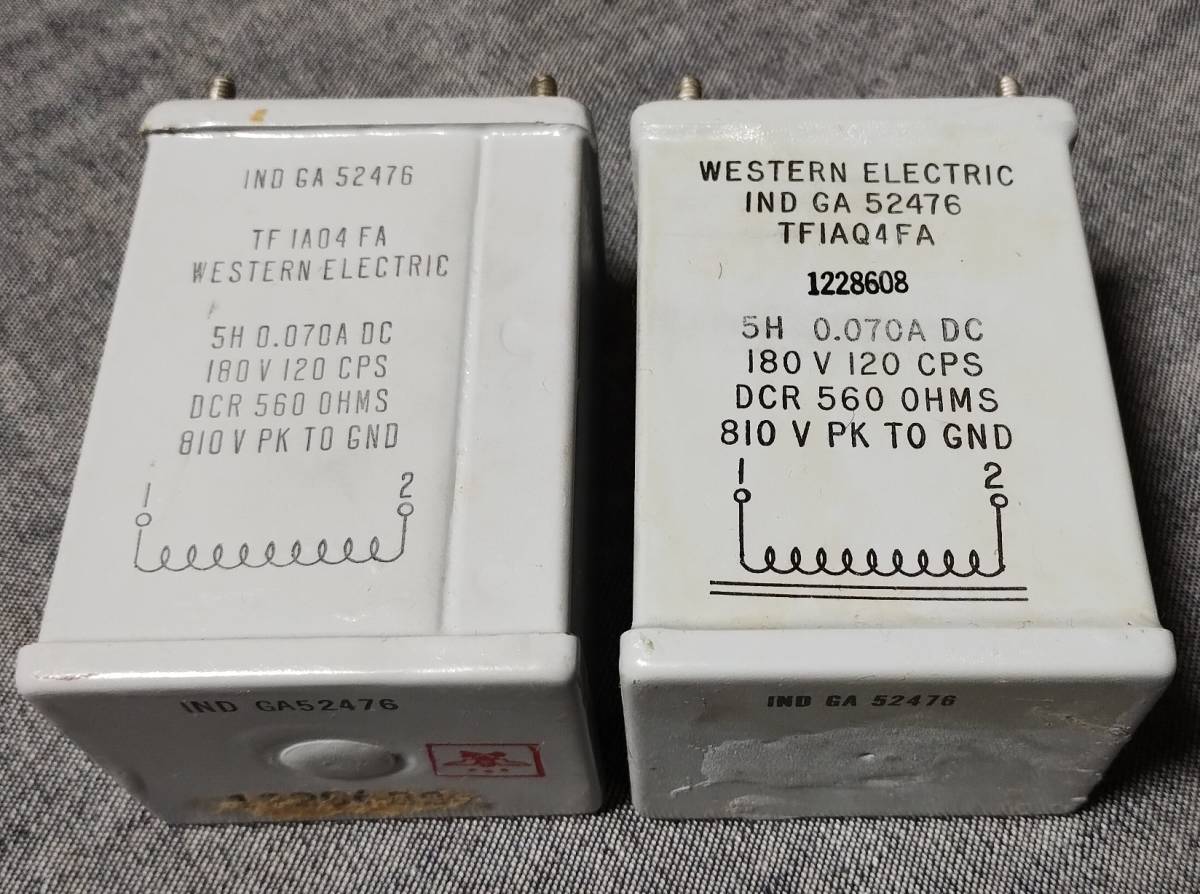 IND GA 52476
TF 1A04 FA
WESTERN ELECTRIC
5H 0.070A DC
180 V 120 CPS
DCR 560 OHMS
810 V PK TO GND
1 2
IND GA52476
WESTERN ELECTRIC
IND GA 52476
TF1AQ4FA
1228608
5H 0.070A DC
180 V 120 CPS
DCR 560 OHMS
810 V PK TO GND
1 2
IND GA 52476